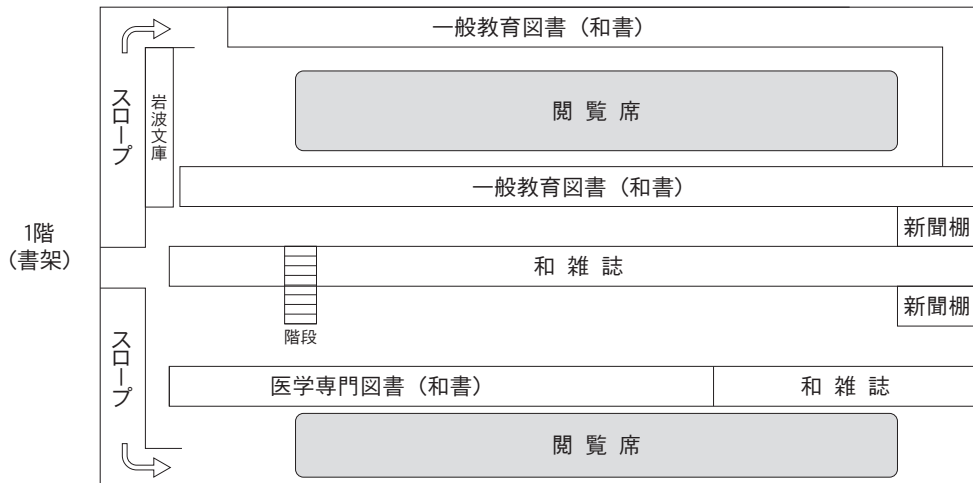 一般教育図書（和書）
スロープ
岩波文庫
閲 覧 席
一般教育図書（和書）
1階
（書架）
新聞棚
和 雑 誌
新聞棚
階段
スロープ
医学専門図書（和書）
和 雑 誌
閲 覧 席